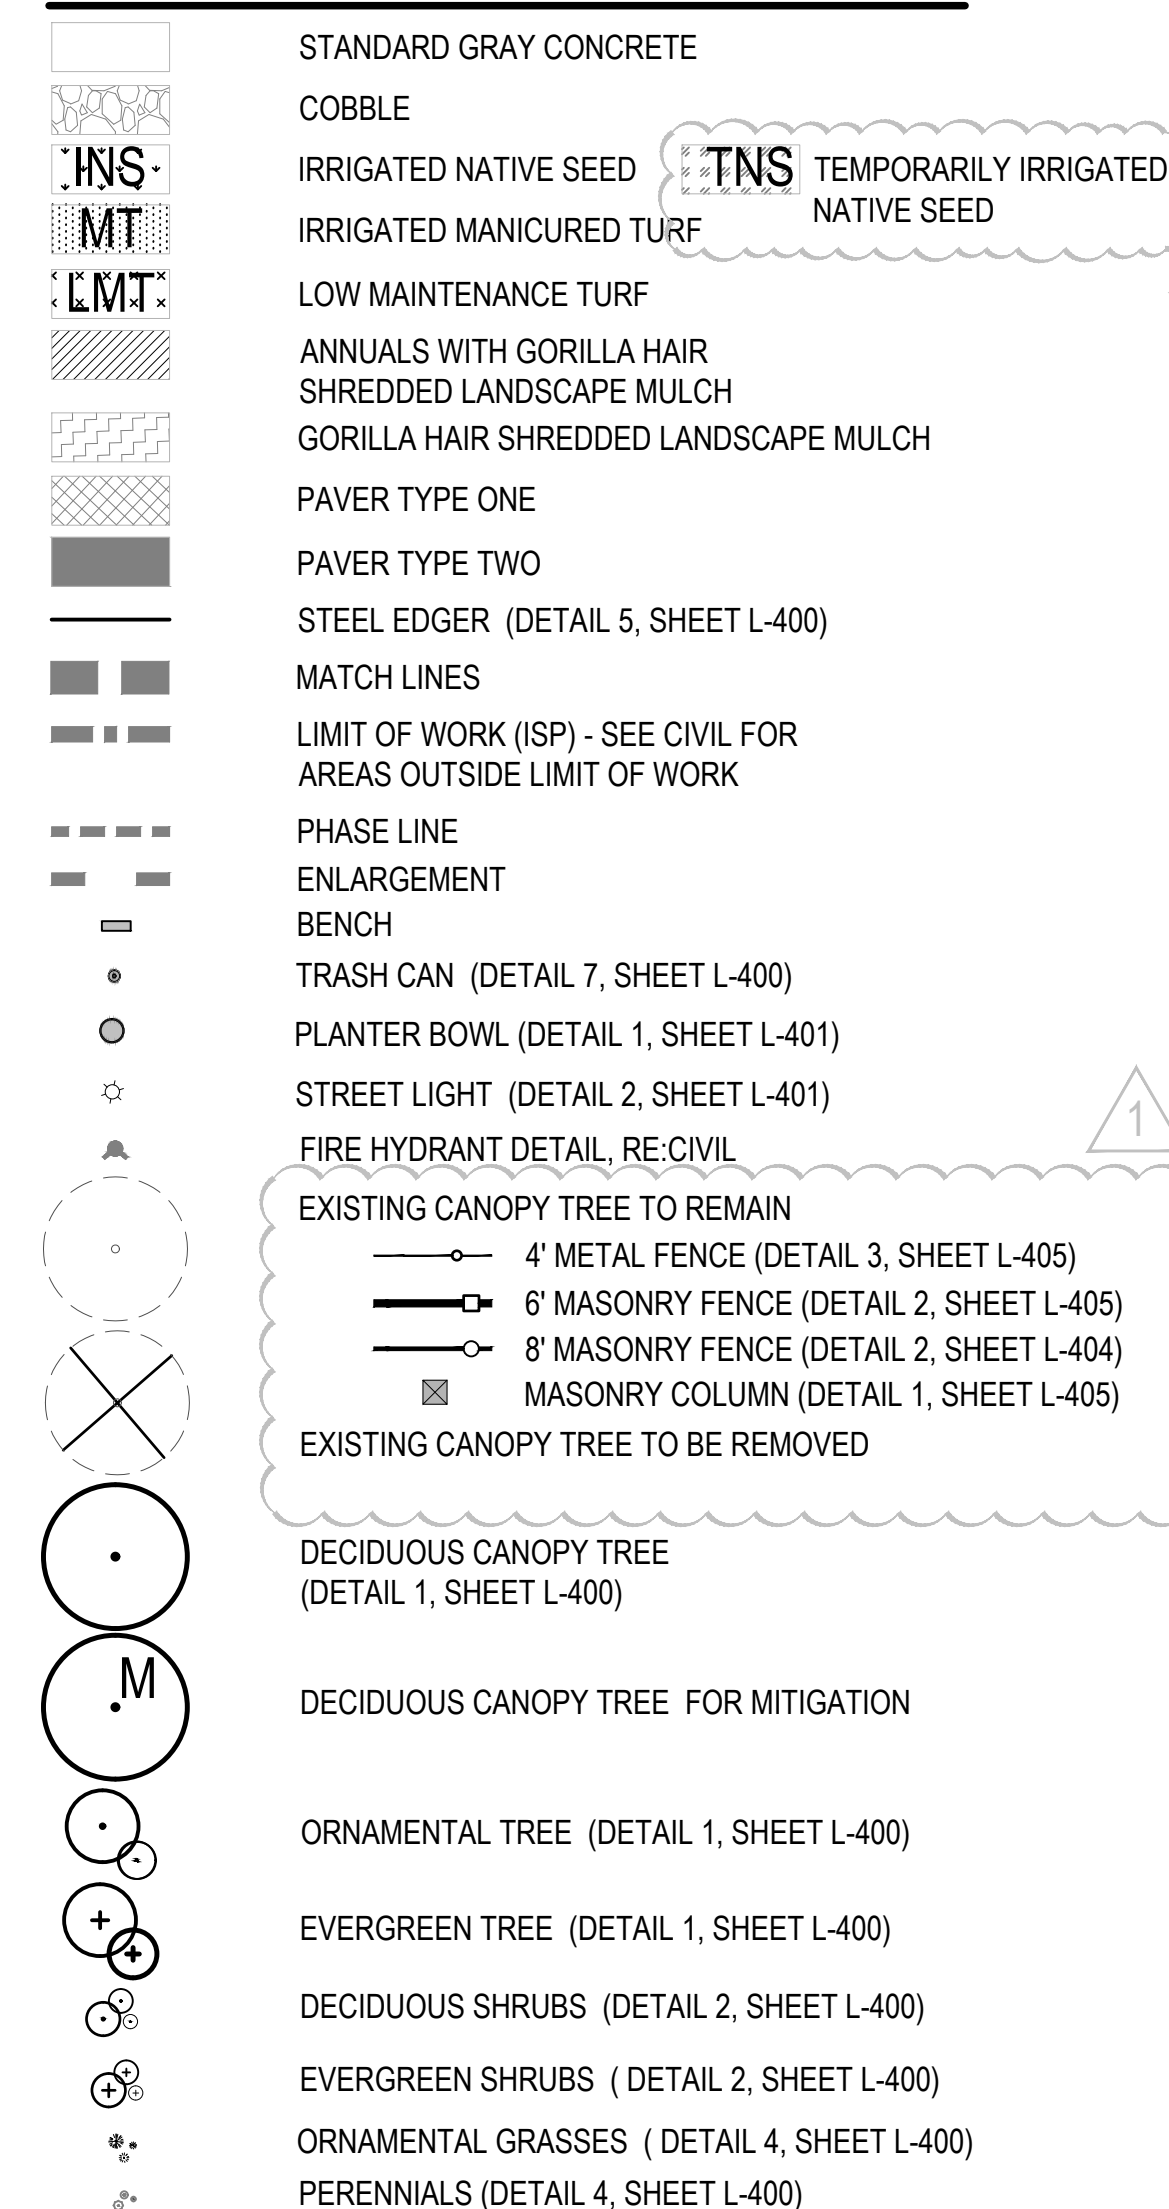 STANDARD GRAY CONCRETE
COBBLE
INS IRRIGATED NATIVE SEED
TNS TEMPORARILY IRRIGATED
NATIVE SEED
MT IRRIGATED MANICURED TURF
LMT LOW MAINTENANCE TURF
ANNUALS WITH GORILLA HAIR
SHREDDED LANDSCAPE MULCH
GORILLA HAIR SHREDDED LANDSCAPE MULCH
PAVER TYPE ONE
PAVER TYPE TWO
STEEL EDGER (DETAIL 5, SHEET L-400)
MATCH LINES
LIMIT OF WORK (ISP) - SEE CIVIL FOR
AREAS OUTSIDE LIMIT OF WORK
PHASE LINE
ENLARGEMENT
BENCH
TRASH CAN (DETAIL 7, SHEET L-400)
PLANTER BOWL (DETAIL 1, SHEET L-401)
STREET LIGHT (DETAIL 2, SHEET L-401)
1
FIRE HYDRANT DETAIL, RE:CIVIL
EXISTING CANOPY TREE TO REMAIN
4' METAL FENCE (DETAIL 3, SHEET L-405)
6' MASONRY FENCE (DETAIL 2, SHEET L-405)
8' MASONRY FENCE (DETAIL 2, SHEET L-404)
MASONRY COLUMN (DETAIL 1, SHEET L-405)
EXISTING CANOPY TREE TO BE REMOVED
DECIDUOUS CANOPY TREE
(DETAIL 1, SHEET L-400)
M
DECIDUOUS CANOPY TREE FOR MITIGATION
ORNAMENTAL TREE (DETAIL 1, SHEET L-400)
EVERGREEN TREE (DETAIL 1, SHEET L-400)
DECIDUOUS SHRUBS (DETAIL 2, SHEET L-400)
EVERGREEN SHRUBS ( DETAIL 2, SHEET L-400)
ORNAMENTAL GRASSES ( DETAIL 4, SHEET L-400)
PERENNIALS (DETAIL 4, SHEET L-400)